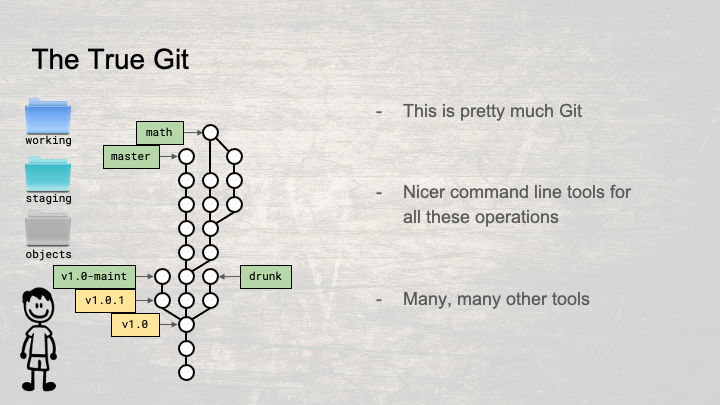 The True Git
working
staging
objects
math
master
v1.0-maint
drunk
v1.0.1
v1.0
- This is pretty much Git
- Nicer command line tools for
all these operations
- Many, many other tools